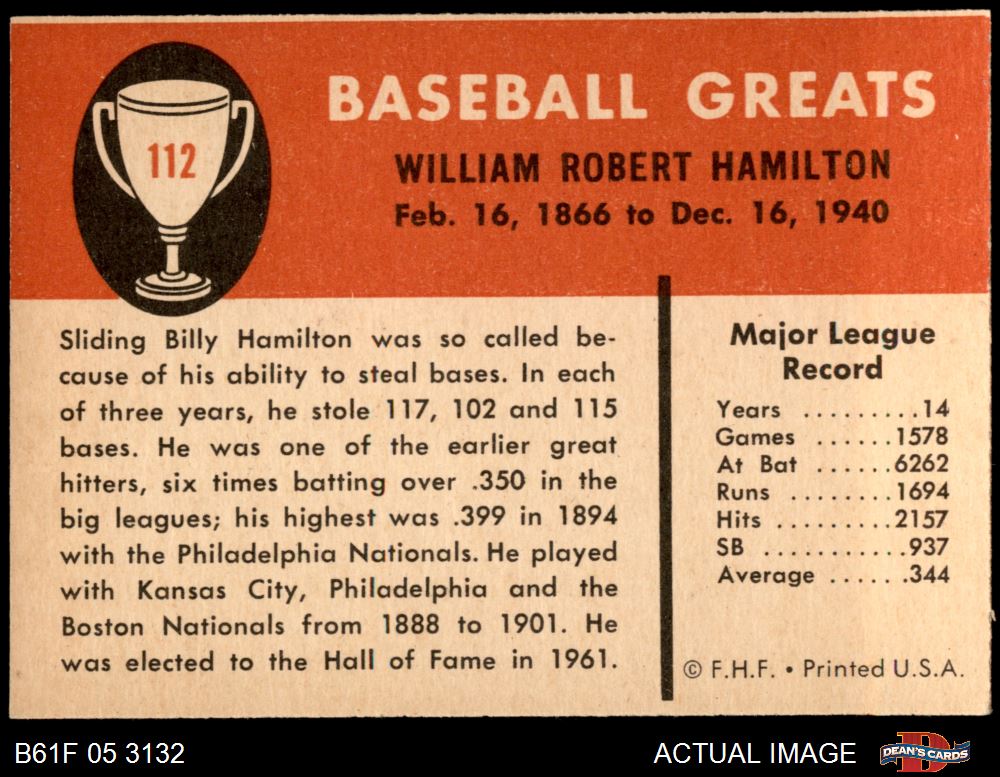 112
BASEBALL GREATS
WILLIAM ROBERT HAMILTON
Feb. 16, 1866 to Dec. 16, 1940
Sliding Billy Hamilton was so called be-
cause of his ability to steal bases. In each
of three years, he stole 117, 102 and 115
bases. He was one of the earlier great
hitters, six times batting over .350 in the
big leagues; his highest was .399 in 1894
with the Philadelphia Nationals. He played
with Kansas City, Philadelphia and the
Boston Nationals from 1888 to 1901. He
was elected to the Hall of Fame in 1961.
Major League
Record
Years .........14
Games ......1578
At Bat ......6262
Runs ........1694
Hits .........2157
SB ...........937
Average ......344
© F.H.F. • Printed U.S.A.
B61F 05 3132
ACTUAL IMAGE
D
DEAN'S CARDS